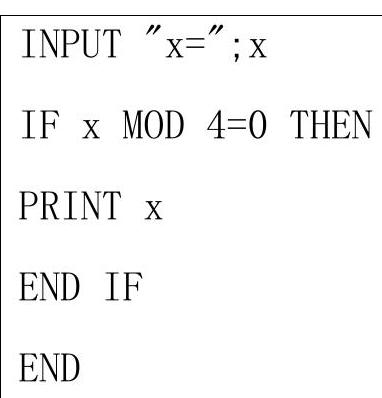 INPUT "x=";x
IF x MOD 4=0 THEN
PRINT x
END IF
END